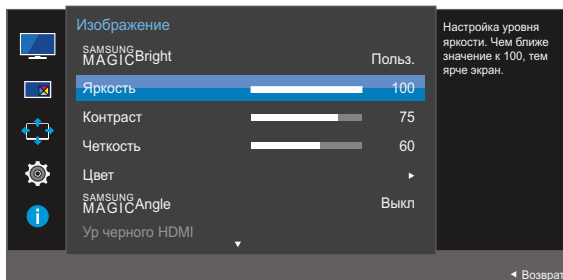 Изображение
SAMSUNG
MAGICBright Польз.
Яркость 100
Контраст 75
Четкость 60
Цвет
SAMSUNG
MAGICAngle Выкл
Ур черного HDMI
Настройка уровня
яркости. Чем ближе
значение к 100, тем
ярче экран.
Возврат